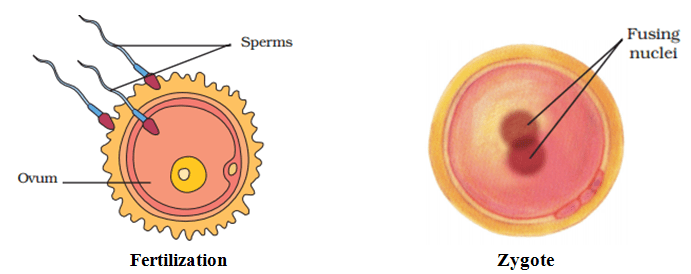 Sperms
Ovum
Fertilization
Fusing
nuclei
Zygote